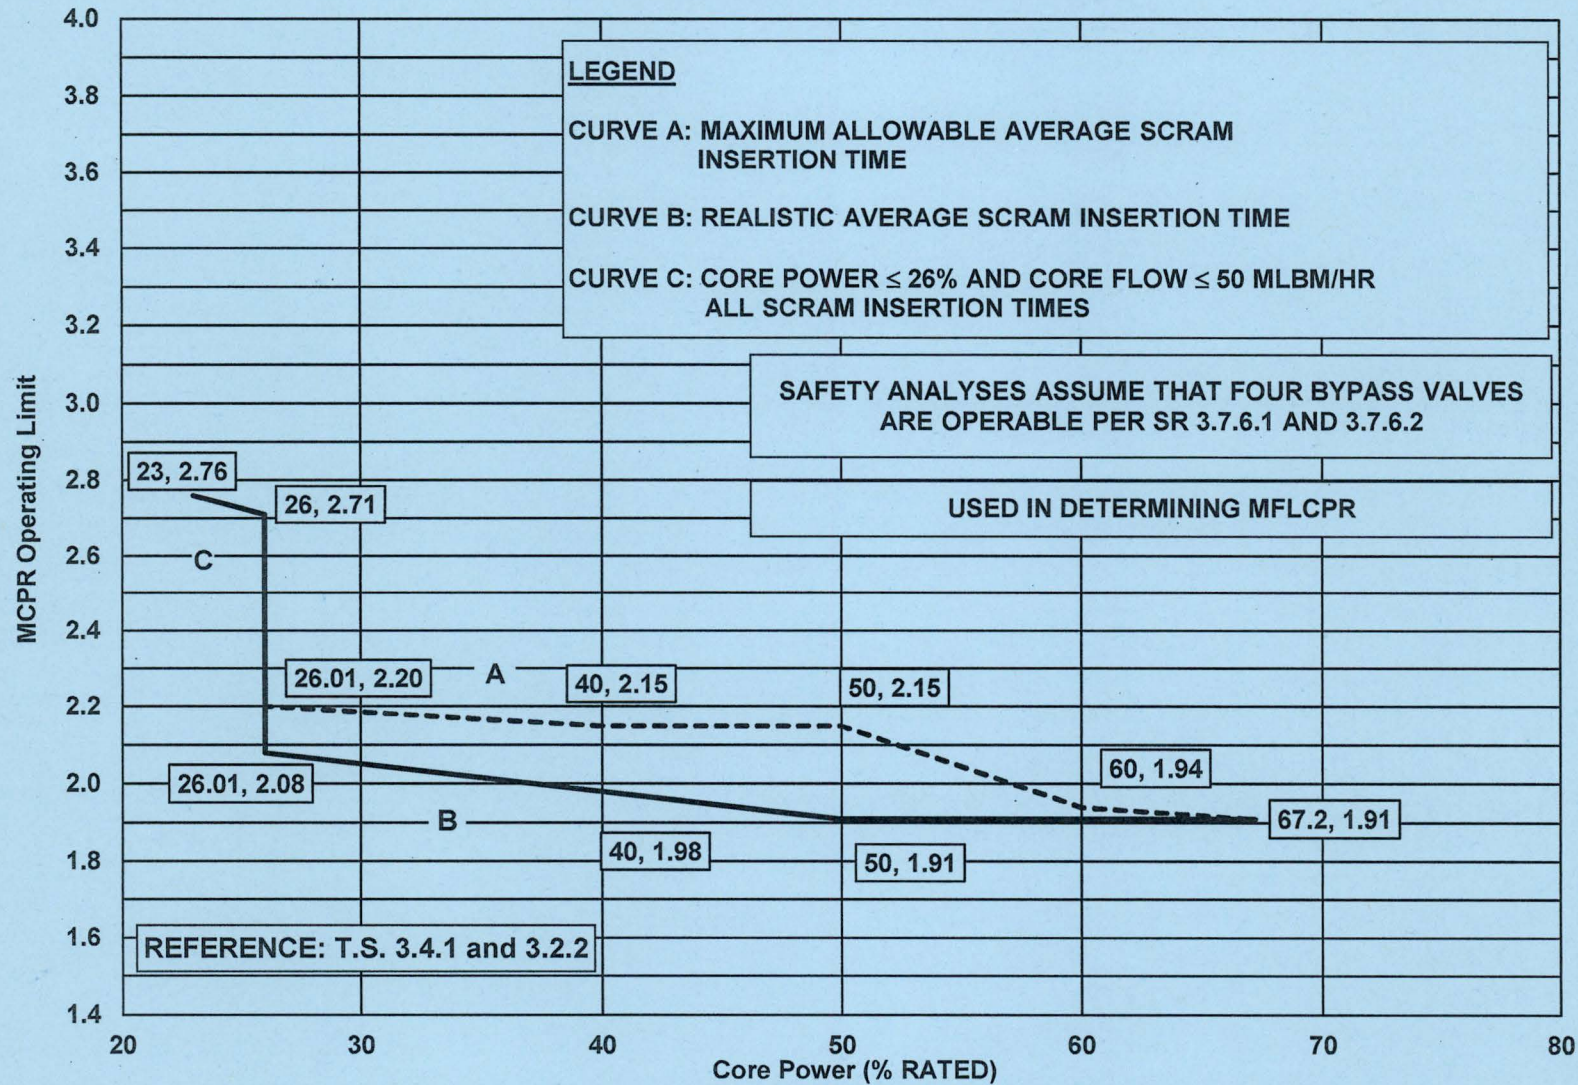 4.0
3.8
3.6
3.4
3.2
3.0
2.8
2.6
2.4
2.2
2.0
1.8
1.6
1.4
MCPR Operating Limit
LEGEND
CURVE A: MAXIMUM ALLOWABLE AVERAGE SCRAM
INSERTION TIME
CURVE B: REALISTIC AVERAGE SCRAM INSERTION TIME
CURVE C: CORE POWER ≤ 26% AND CORE FLOW ≤ 50 MLBM/HR
ALL SCRAM INSERTION TIMES
SAFETY ANALYSES ASSUME THAT FOUR BYPASS VALVES
ARE OPERABLE PER SR 3.7.6.1 AND 3.7.6.2
USED IN DETERMINING MFLCPR
23, 2.76
26, 2.71
C
26.01, 2.20
A
40, 2.15
50, 2.15
60, 1.94
26.01, 2.08
B
67.2, 1.91
40, 1.98
50, 1.91
REFERENCE: T.S. 3.4.1 and 3.2.2
20
30
40
50
60
70
80
Core Power (% RATED)